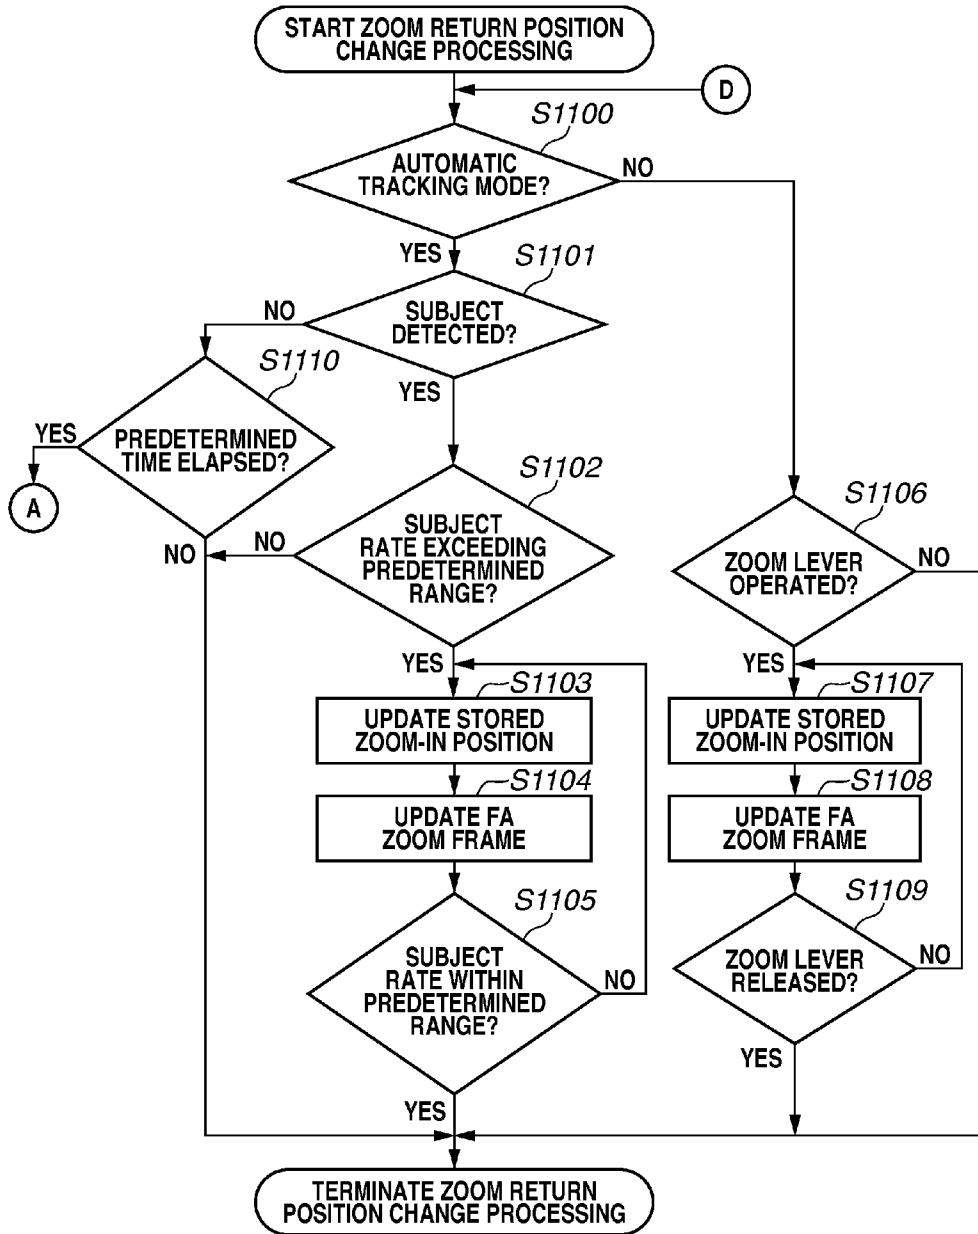 START ZOOM RETURN POSITION
CHANGE PROCESSING
D
S1100
AUTOMATIC
TRACKING MODE?
NO
YES
S1101
SUBJECT
DETECTED?
NO
YES
S1110
PREDETERMINED
TIME ELAPSED?
YES
A
NO
S1102
SUBJECT
RATE EXCEEDING
PREDETERMINED
RANGE?
NO
YES
S1106
ZOOM LEVER
OPERATED?
NO
YES
S1103
UPDATE STORED
ZOOM-IN POSITION
S1107
UPDATE STORED
ZOOM-IN POSITION
S1104
UPDATE FA
ZOOM FRAME
S1108
UPDATE FA
ZOOM FRAME
S1105
SUBJECT
RATE WITHIN
PREDETERMINED
RANGE?
NO
YES
S1109
ZOOM LEVER
RELEASED?
NO
YES
TERMINATE ZOOM RETURN
POSITION CHANGE PROCESSING